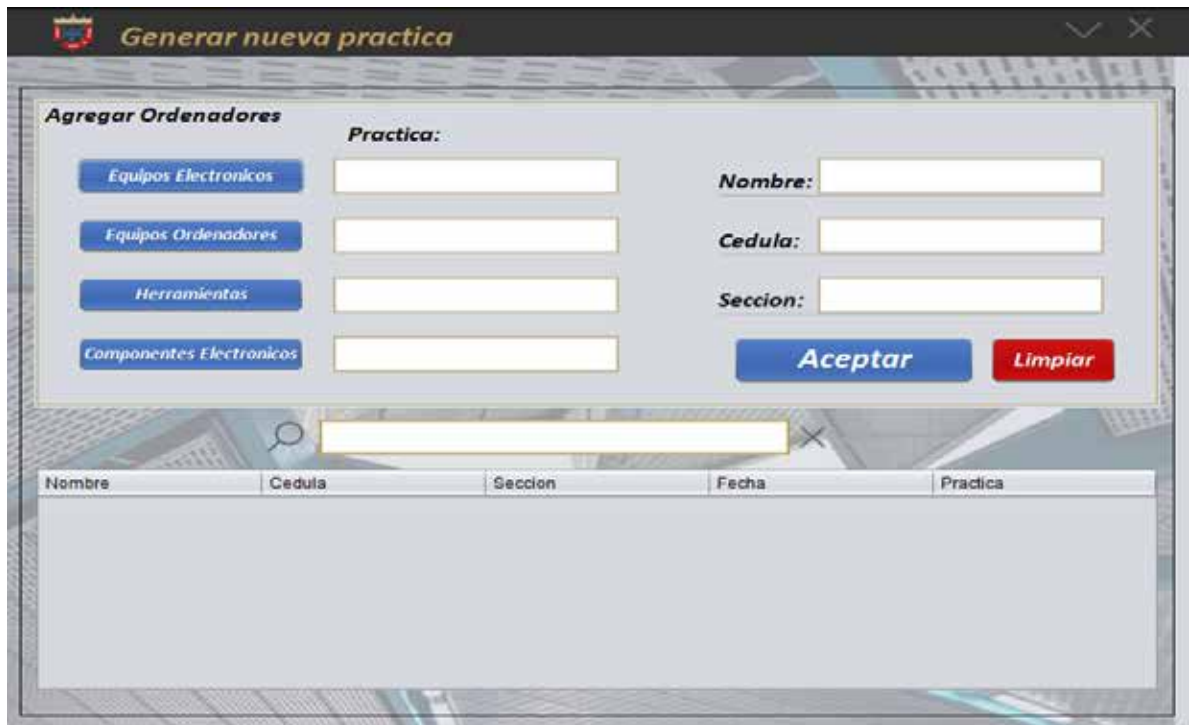 Generar nueva practica
Agregar Ordenadores
Practica:
Equipos Electronicos
Nombre:
Equipos Ordenadores
Cedula:
Herramientas
Seccion:
Componentes Electronicos
Aceptar
Limpiar
Nombre Cedula Seccion Fecha Practica